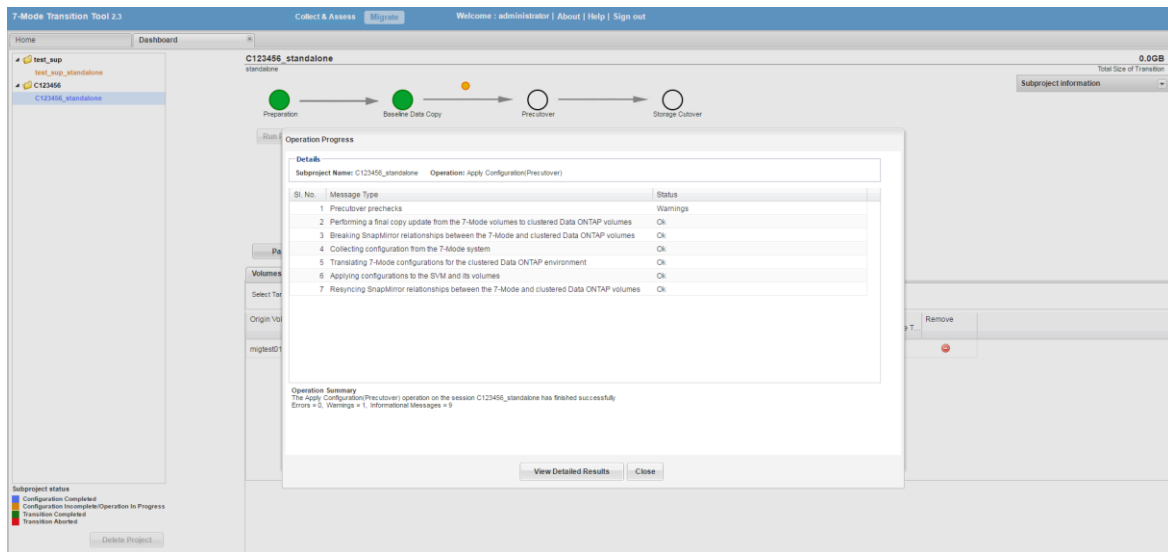 7-Mode Transition Tool 2.3
Collect & Assess Migrate
Welcome : administrator | About | Help | Sign out
Home
Dashboard
test_sup
test_sup_standalone
C123456
C123456_standalone
C123456_standalone
standalone
0.0GB
Total Size of Transition
Subproject information
Preparation
Baseline Data Copy
Precutover
Storage Cutover
Run
Operation Progress
Details
Subproject Name: C123456_standalone Operation: Apply Configuration(Precutover)
Sl. No. Message Type Status
1 Precutover prechecks Warnings
2 Performing a final copy update from the 7-Mode volumes to clustered Data ONTAP volumes Ok
3 Breaking SnapMirror relationships between the 7-Mode and clustered Data ONTAP volumes Ok
4 Collecting configuration from the 7-Mode system Ok
5 Translating 7-Mode configurations for the clustered Data ONTAP environment Ok
6 Applying configurations to the SVM and its volumes Ok
7 Resyncing SnapMirror relationships between the 7-Mode and clustered Data ONTAP volumes Ok
Operation Summary
The Apply Configuration(Precutover) operation on the session C123456_standalone has finished successfully
Errors = 0, Warnings = 1, Informational Messages = 9
View Detailed Results
Close
Pa
Volumes
Select Tar
Origin Vol
e T...
Remove
migtest01
Subproject status
Configuration Completed
Configuration Incomplete/Operation In Progress
Transition Completed
Transition Aborted
Delete Project